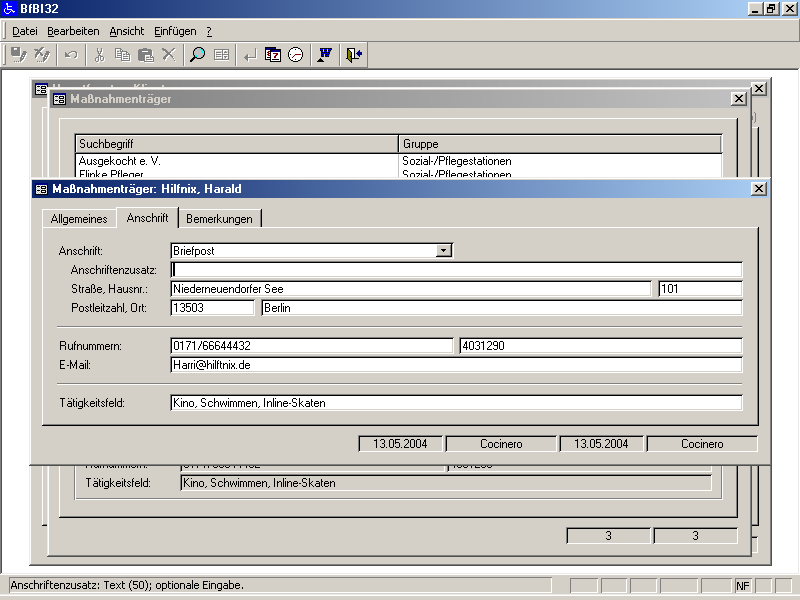 BfBI32
Datei Bearbeiten Ansicht Einfügen ?
Maßnahmenträger
Suchbegriff Gruppe
Ausgekocht e. V. Sozial-/Pflegestationen
Flinke Pfleger Sozial-/Pflegestationen
Maßnahmenträger: Hilfnix, Harald
Allgemeines Anschrift Bemerkungen
Anschrift: Briefpost
Anschriftenzusatz:
Straße, Hausnr.: Niederneuendorfer See 101
Postleitzahl, Ort: 13503 Berlin
Rufnummern: 0171/66644432 4031290
E-Mail: Harri@hilftnix.de
Tätigkeitsfeld: Kino, Schwimmen, Inline-Skaten
13.05.2004 Cocinero 13.05.2004 Cocinero
Rufnummern:
Tätigkeitsfeld: Kino, Schwimmen, Inline-Skaten
3 3
Anschriftenzusatz: Text (50); optionale Eingabe. NF